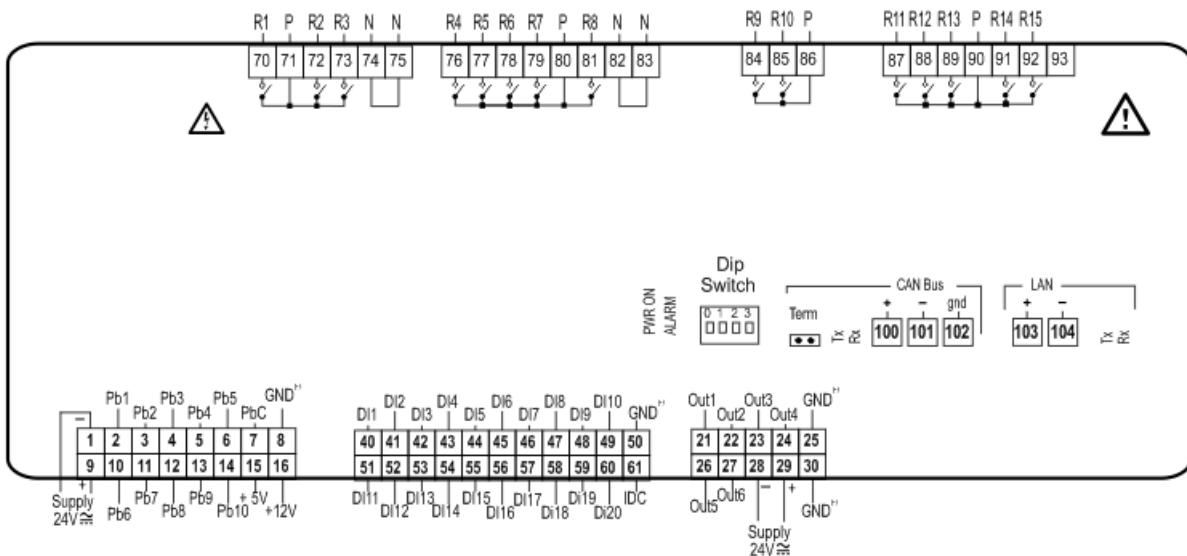 R1 P R2 R3 N N R4 R5 R6 R7 P R8 N N R9 R10 P R11 R12 R13 P R14 R15
70 71 72 73 74 75 76 77 78 79 80 81 82 83 84 85 86 87 88 89 90 91 92 93
Dip
Switch
CAN Bus LAN
PWR ON
ALARM
0 1 2 3
Term
+ − gnd + −
Tx
Rx
100 101 102 103 104
Tx
Rx
Pb1 Pb2 Pb3 Pb4 Pb5 PbC GND
DI1 DI2 DI3 DI4 DI5 DI6 DI7 DI8 DI9 DI10 GND
Out1 Out2 Out3 Out4 GND
−
1 2 3 4 5 6 7 8 40 41 42 43 44 45 46 47 48 49 50 21 22 23 24 25
9 10 11 12 13 14 15 16 51 52 53 54 55 56 57 58 59 60 61 26 27 28 29 30
+
Supply
24V
Pb6 Pb7 Pb8 Pb9 Pb10 + 5V +12V
DI11 DI12 DI13 DI14 DI15 DI16 DI17 Di18 Di19 Di20 IDC
Out5 Out6 − + GND
Supply
24V